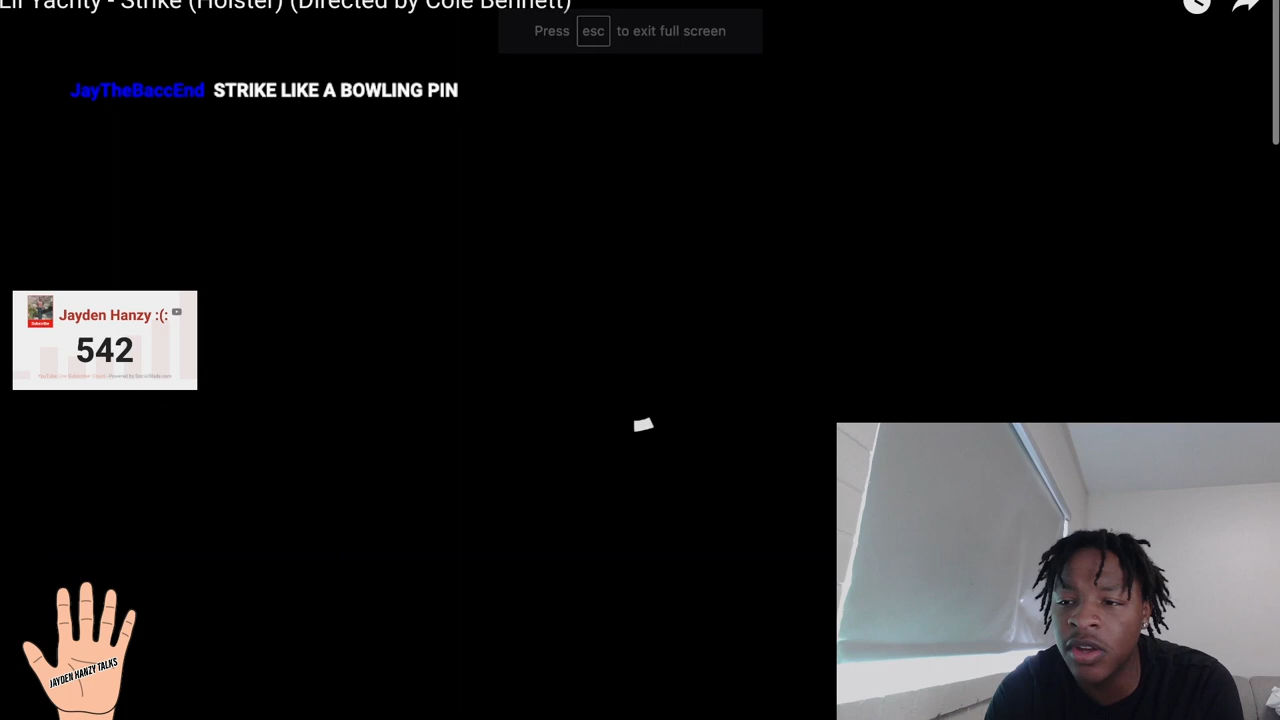 Lil Yachty - Strike (Holster) (Directed by Cole Bennett)
Press esc to exit full screen
JayTheBaccEnd STRIKE LIKE A BOWLING PIN
Jayden Hanzy :(:
Subscribe
542
JAYDEN HANZY TALKS